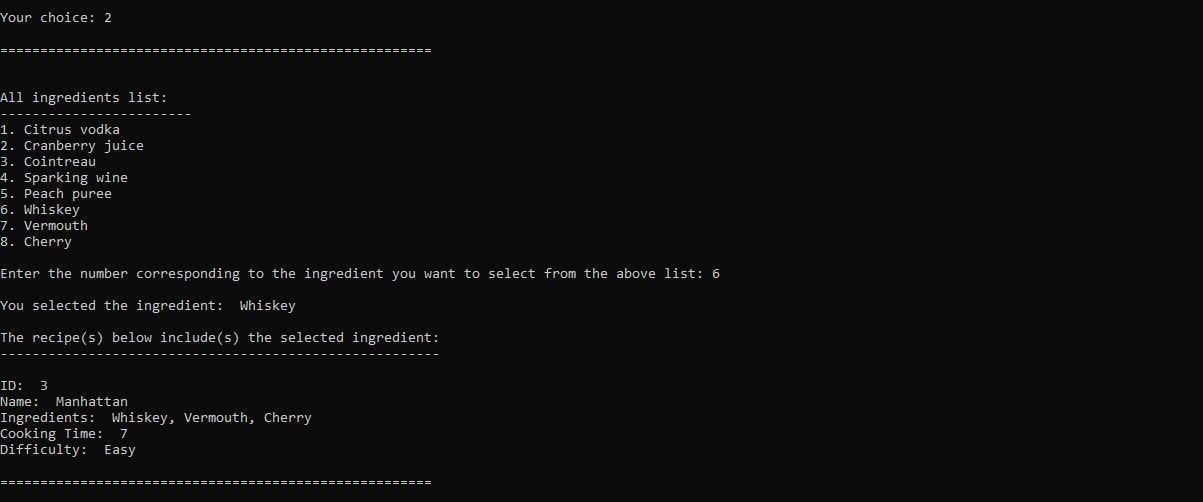 Your choice: 2
======================================================
All ingredients list:
------------------------
1. Citrus vodka
2. Cranberry juice
3. Cointreau
4. Sparking wine
5. Peach puree
6. Whiskey
7. Vermouth
8. Cherry
Enter the number corresponding to the ingredient you want to select from the above list: 6
You selected the ingredient:  Whiskey
The recipe(s) below include(s) the selected ingredient:
-------------------------------------------------------
ID:  3
Name:  Manhattan
Ingredients:  Whiskey, Vermouth, Cherry
Cooking Time:  7
Difficulty:  Easy
======================================================